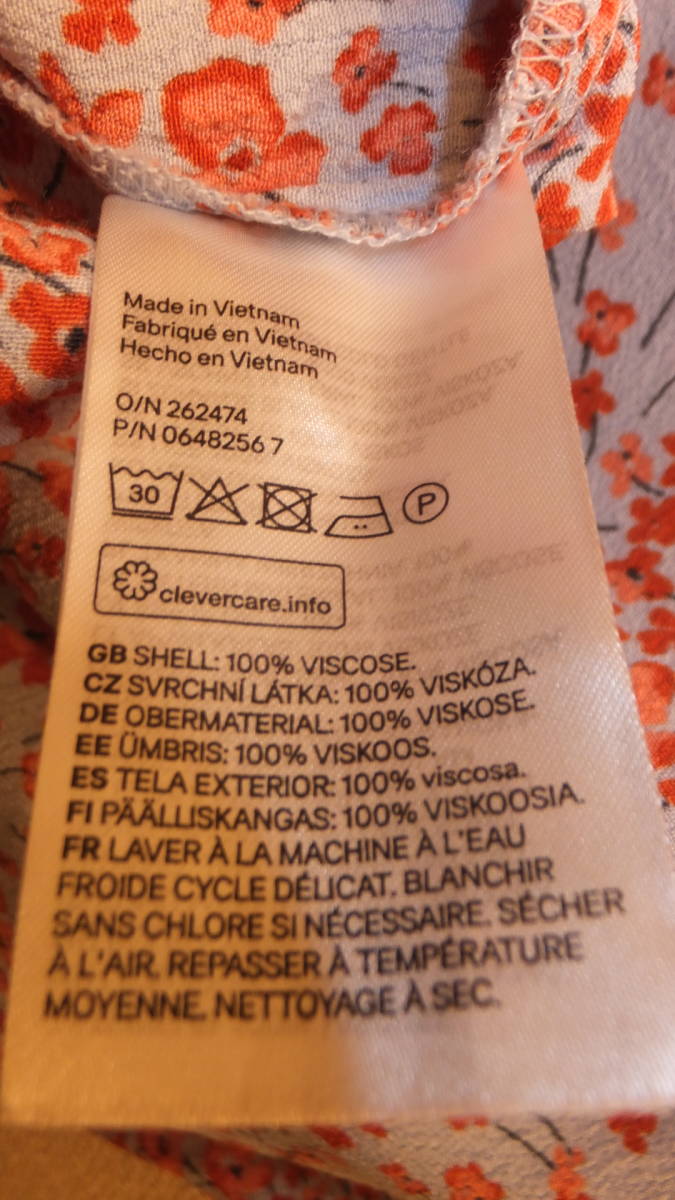 Made in Vietnam
Fabriqué en Vietnam
Hecho en Vietnam
O/N 262474
P/N 0648256 7
30
P
clevercare.info
GB SHELL: 100% VISCOSE.
CZ SVRCHNÍ LÁTKA: 100% VISKÓZA.
DE OBERMATERIAL: 100% VISKOSE.
EE ÜMBRIS: 100% VISKOOS.
ES TELA EXTERIOR: 100% viscosa.
FI PÄÄLLISKANGAS: 100% VISKOOSIA.
FR LAVER À LA MACHINE À L'EAU
FROIDE CYCLE DÉLICAT. BLANCHIR
SANS CHLORE SI NÉCESSAIRE. SÉCHER
À L'AIR. REPASSER À TEMPÉRATURE
MOYENNE. NETTOYAGE À SEC.